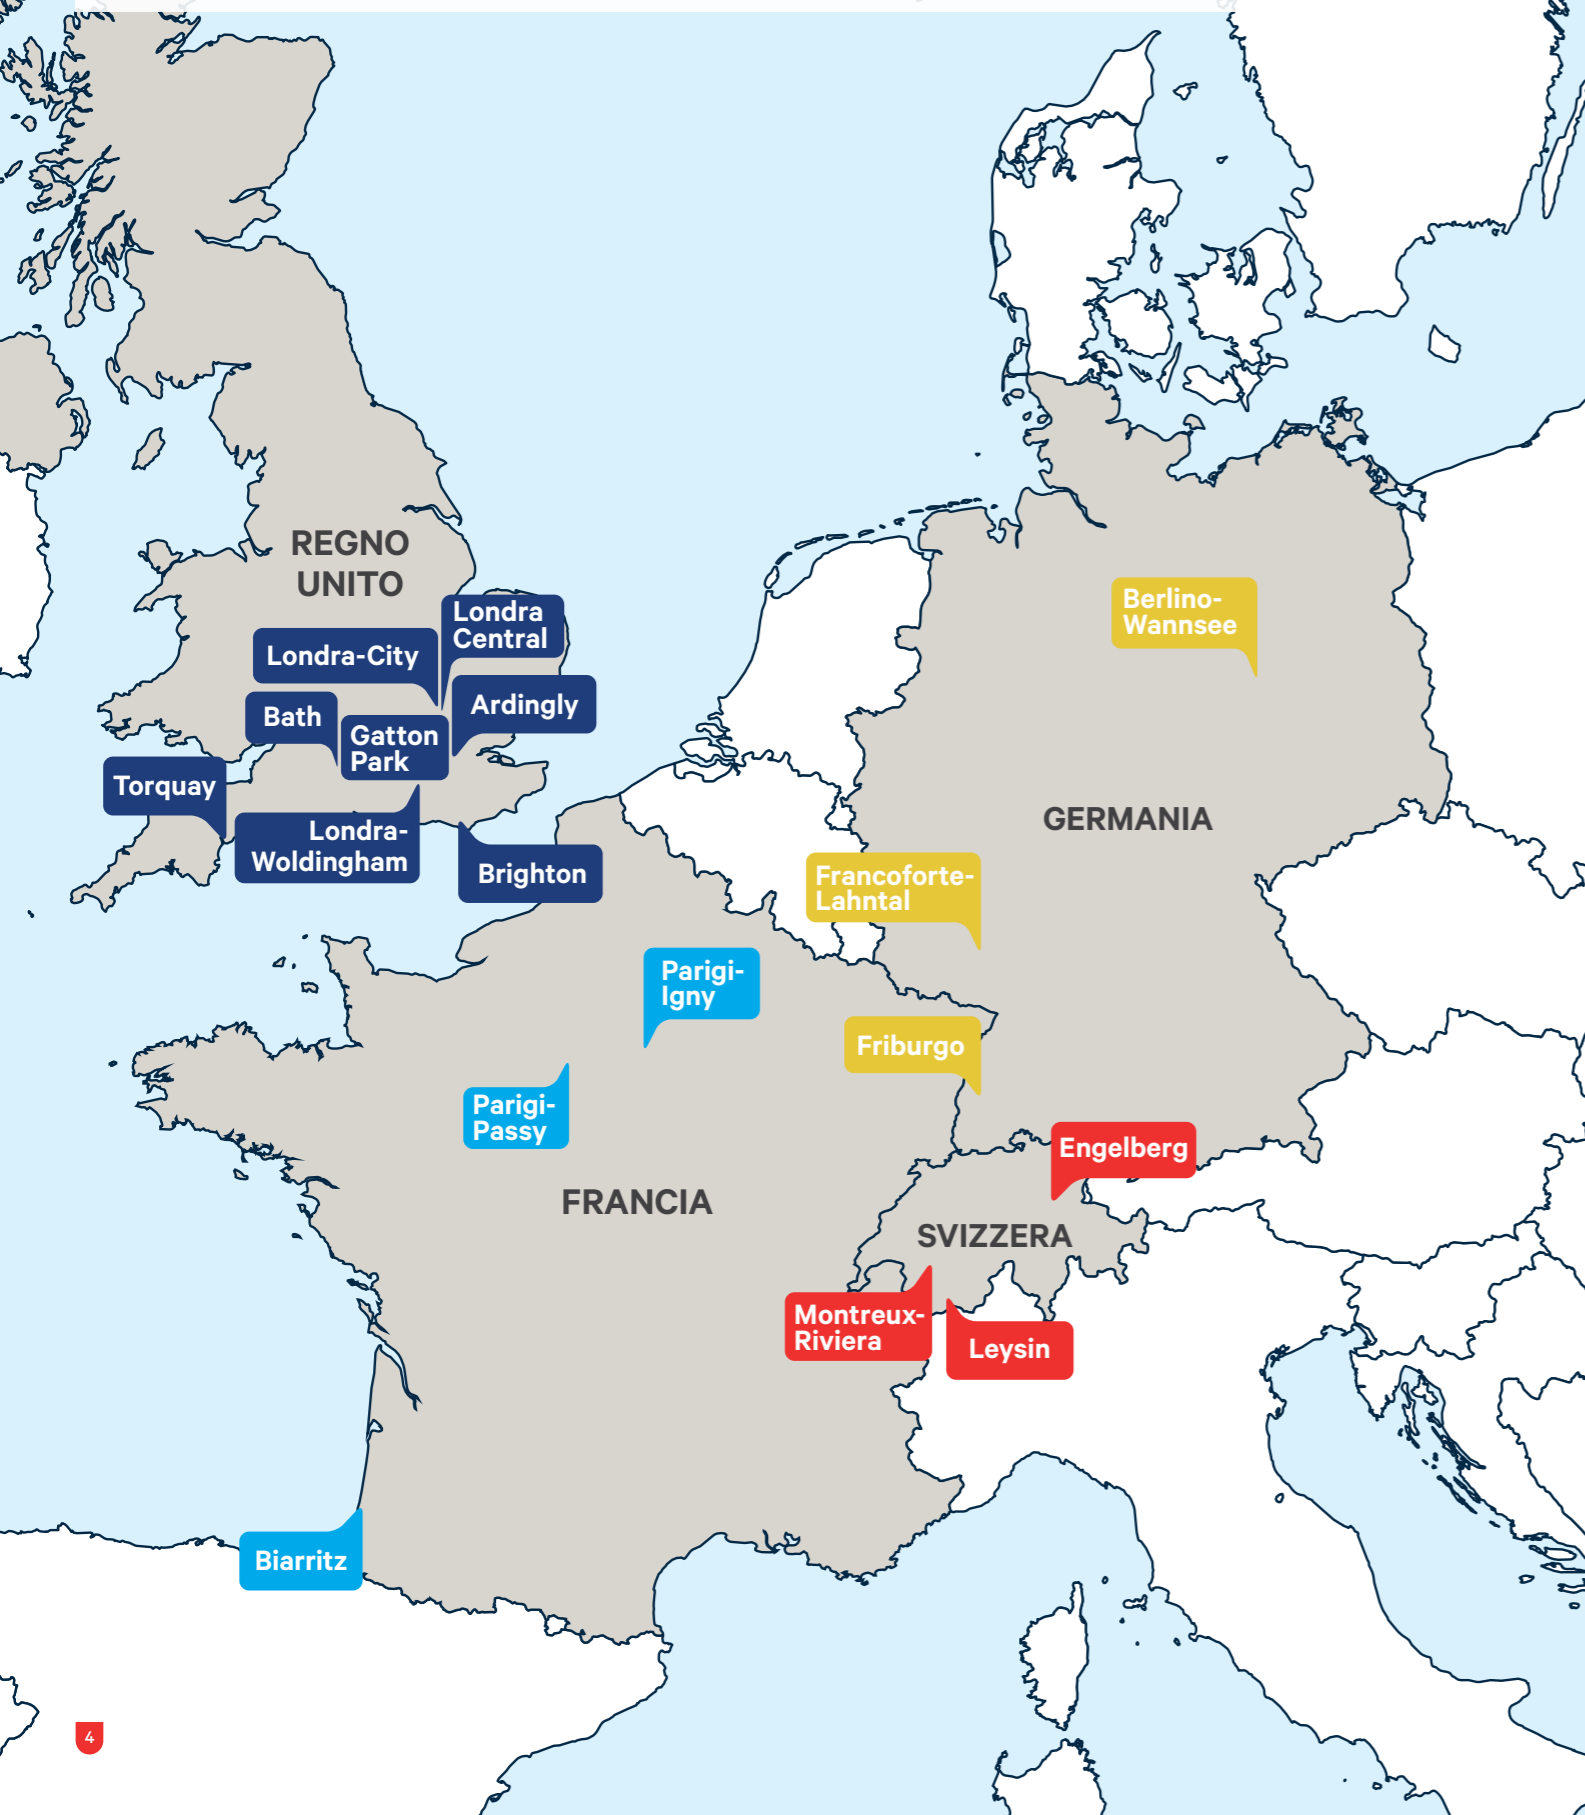 REGNO
UNITO
Londra
Central
Londra-City
Ardingly
Bath
Gatton
Park
Torquay
Londra-
Woldingham
Brighton
Berlino-
Wannsee
GERMANIA
Francoforte-
Lahntal
Friburgo
Parigi-
Igny
Parigi-
Passy
FRANCIA
Engelberg
SVIZZERA
Montreux-
Riviera
Leysin
Biarritz
4